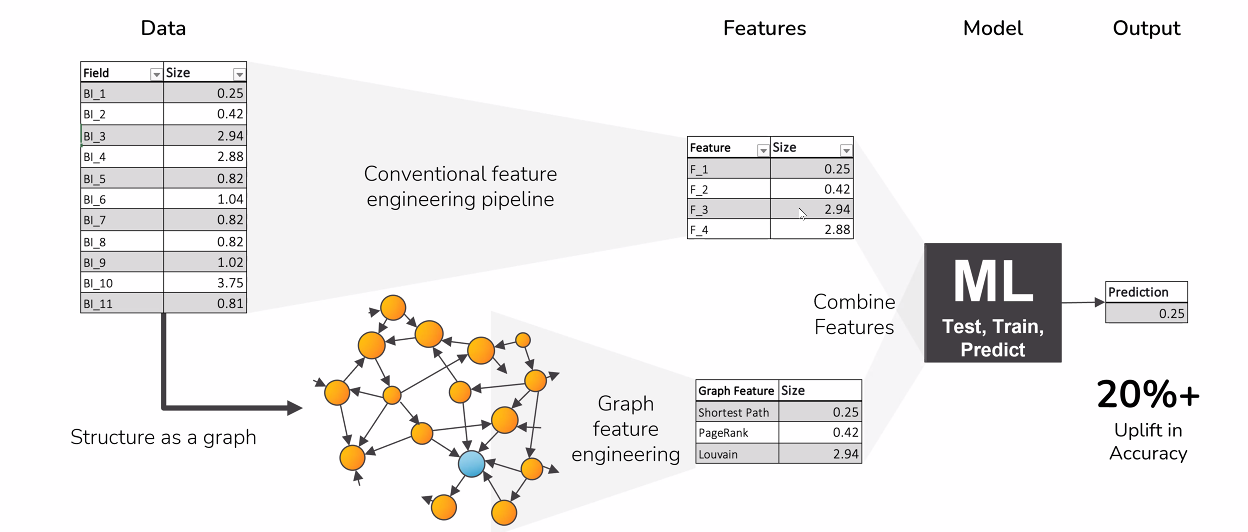 Data
Features
Model
Output
Field Size
BI_1 0.25
BI_2 0.42
BI_3 2.94
BI_4 2.88
BI_5 0.82
BI_6 1.04
BI_7 0.82
BI_8 0.82
BI_9 1.02
BI_10 3.75
BI_11 0.81
Conventional feature
engineering pipeline
Feature Size
F_1 0.25
F_2 0.42
F_3 2.94
F_4 2.88
Structure as a graph
Graph
feature
engineering
Graph Feature Size
Shortest Path 0.25
PageRank 0.42
Louvain 2.94
Combine
Features
ML
Test, Train,
Predict
Prediction
0.25
20%+
Uplift in
Accuracy